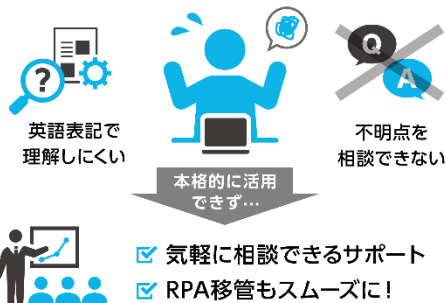 ?
Q
A
英語表記で
理解しにくい
不明点を
相談できない
本格的に活用
できず…
気軽に相談できるサポート
RPA移管もスムーズに!